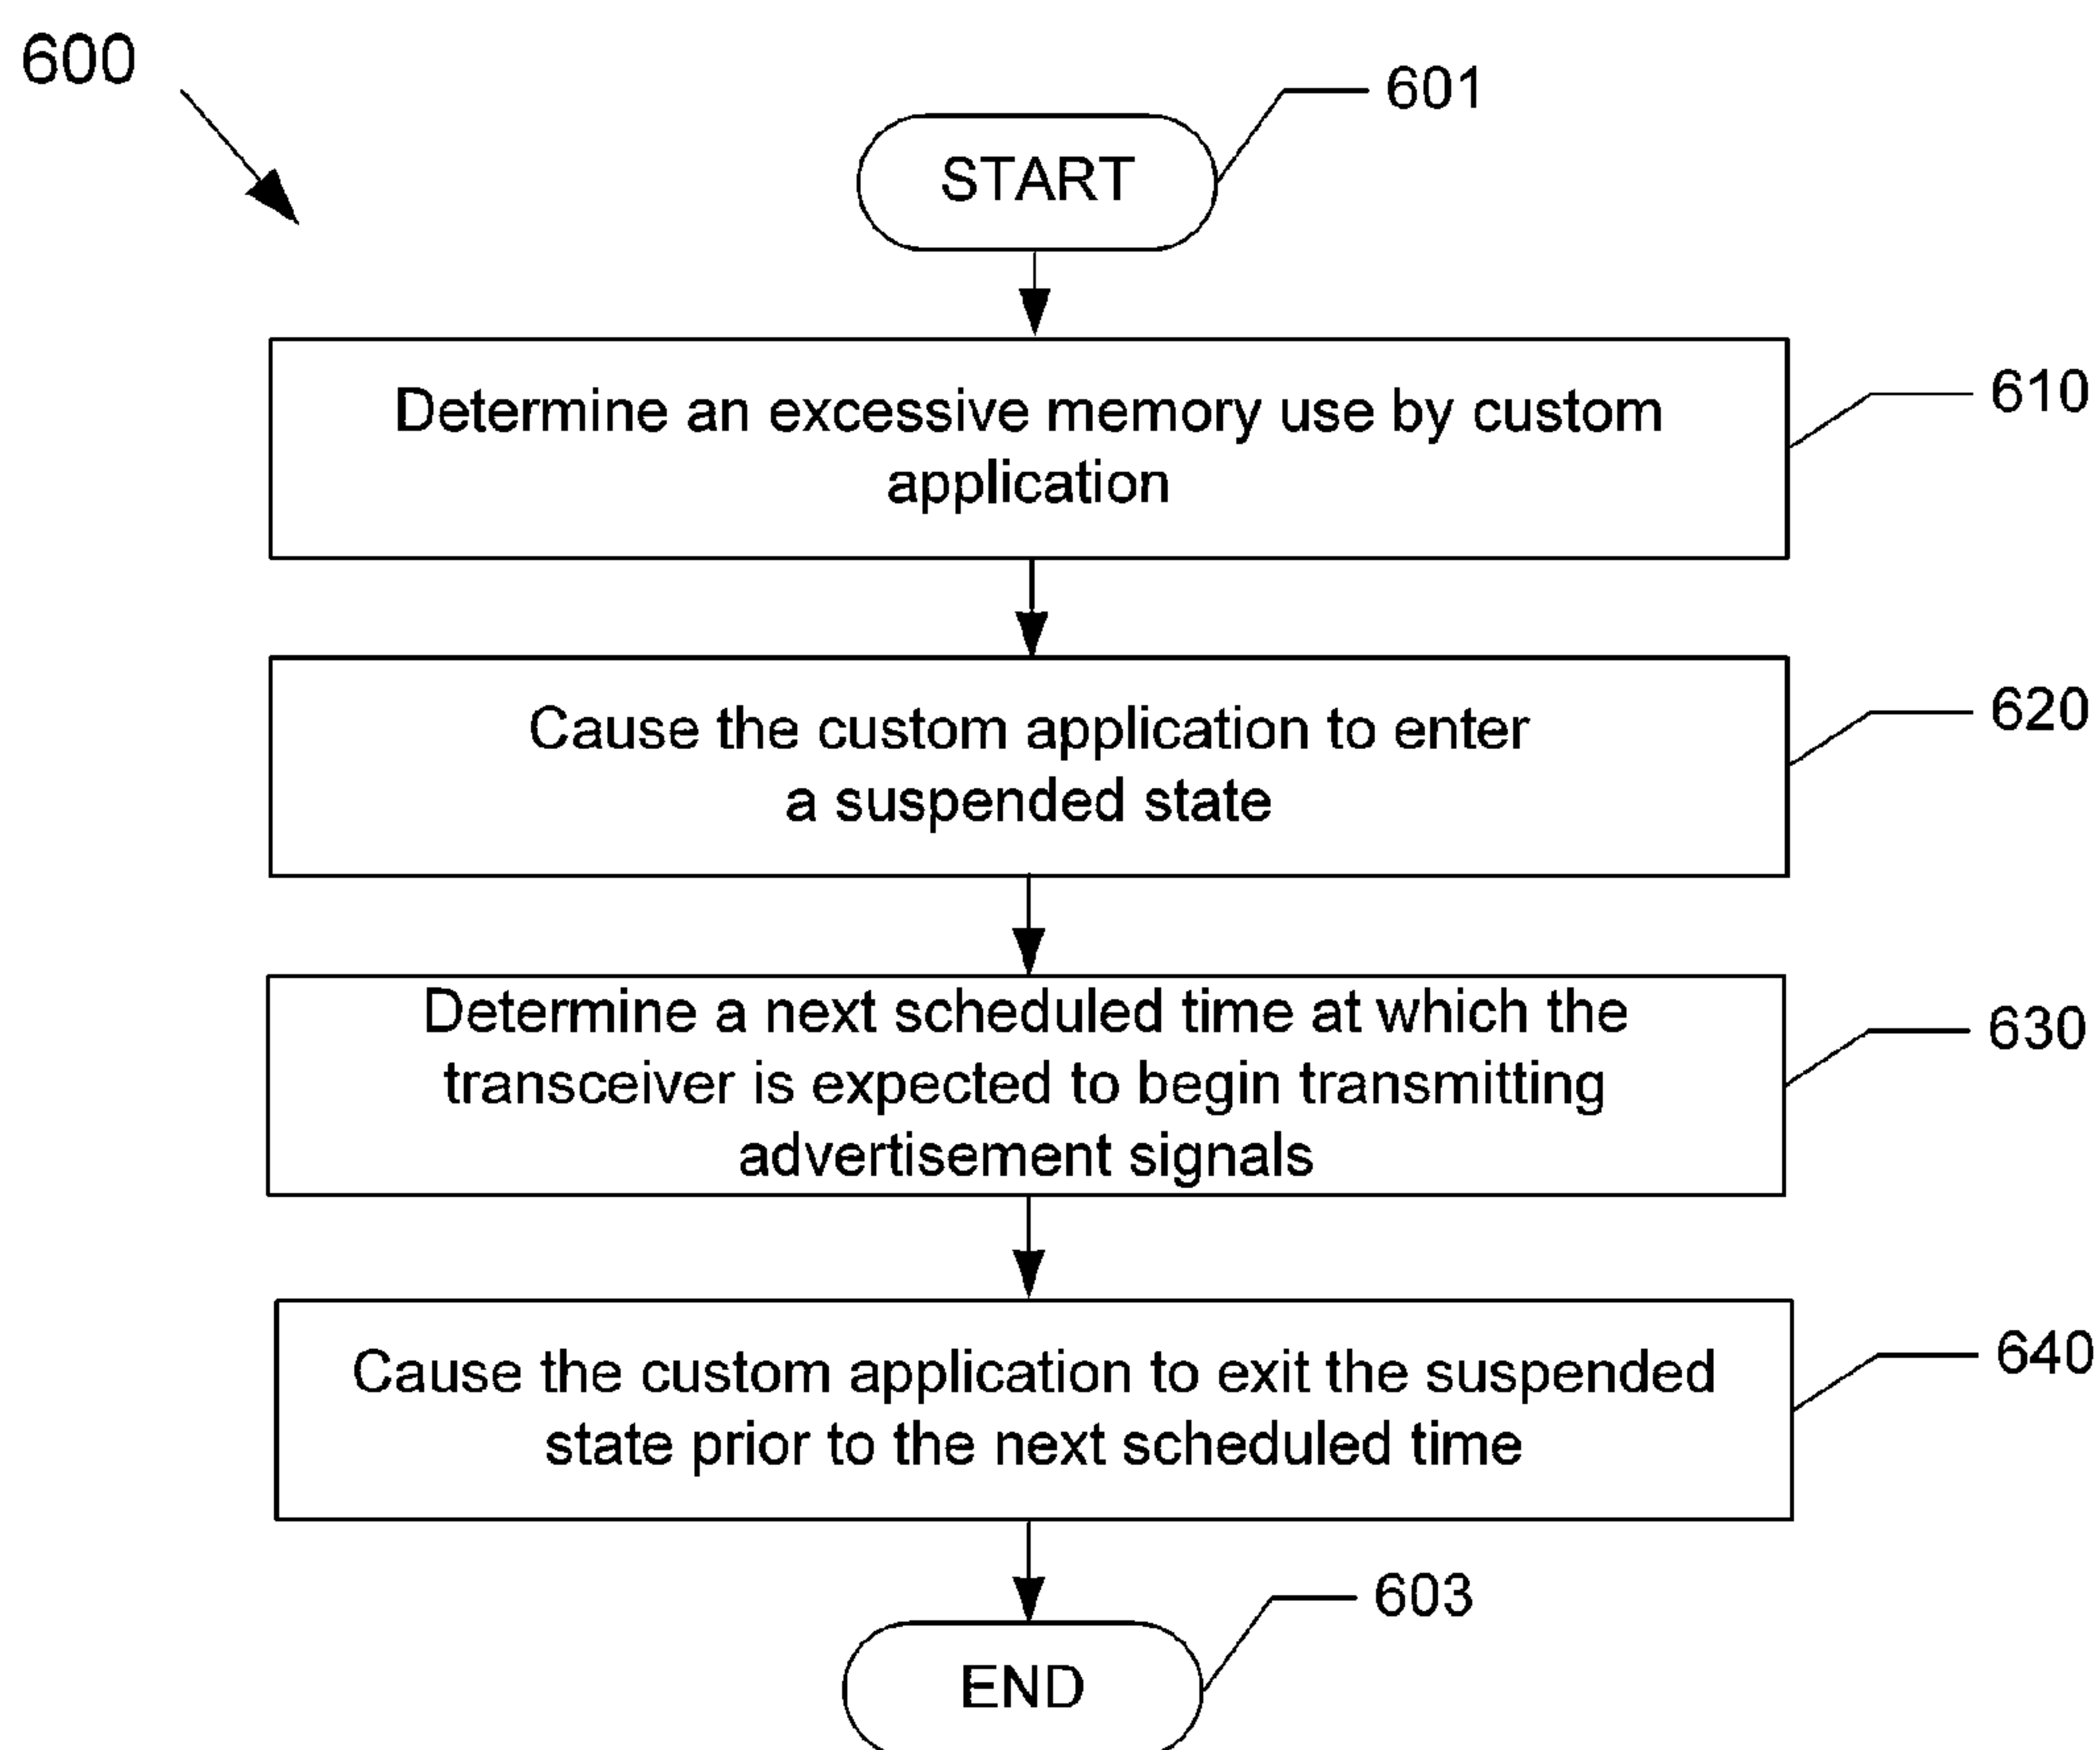 600
601
START
Determine an excessive memory use by custom
application
610
Cause the custom application to enter
a suspended state
620
Determine a next scheduled time at which the
transceiver is expected to begin transmitting
advertisement signals
630
Cause the custom application to exit the suspended
state prior to the next scheduled time
640
603
END